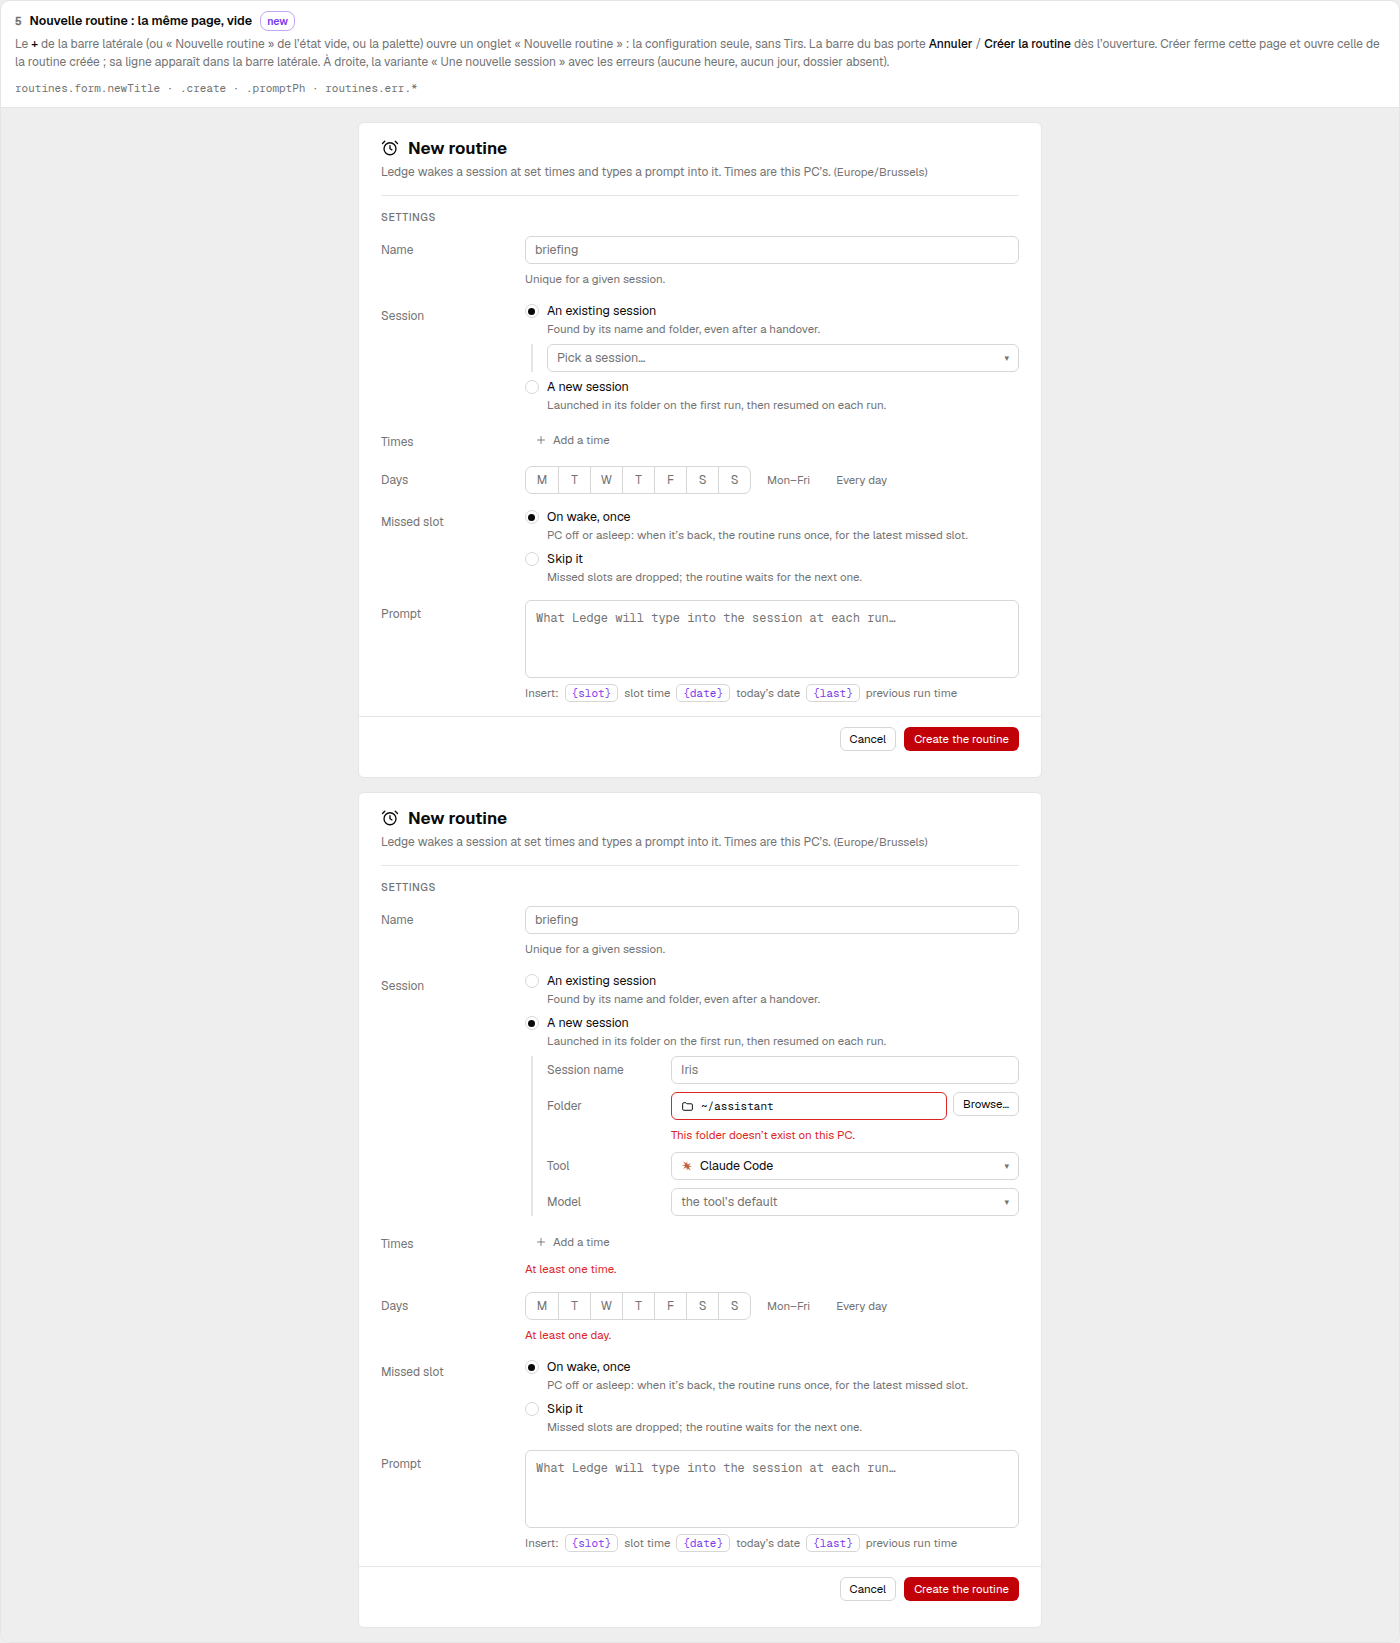 5 Nouvelle routine : la même page, vide new
Le + de la barre latérale (ou « Nouvelle routine » de l'état vide, ou la palette) ouvre un onglet « Nouvelle routine » : la configuration seule, sans Tirs. La barre du bas porte Annuler / Créer la routine dès l'ouverture. Créer ferme cette page et ouvre celle de
la routine créée ; sa ligne apparaît dans la barre latérale. À droite, la variante « Une nouvelle session » avec les erreurs (aucune heure, aucun jour, dossier absent).
routines.form.newTitle · .create · .promptPh · routines.err.*
New routine
Ledge wakes a session at set times and types a prompt into it. Times are this PC's. (Europe/Brussels)
SETTINGS
Name briefing
Unique for a given session.
Session An existing session
Found by its name and folder, even after a handover.
Pick a session…
A new session
Launched in its folder on the first run, then resumed on each run.
Times + Add a time
Days M T W T F S S Mon–Fri Every day
Missed slot On wake, once
PC off or asleep: when it's back, the routine runs once, for the latest missed slot.
Skip it
Missed slots are dropped; the routine waits for the next one.
Prompt What Ledge will type into the session at each run…
Insert: {slot} slot time {date} today's date {last} previous run time
Cancel Create the routine
New routine
Ledge wakes a session at set times and types a prompt into it. Times are this PC's. (Europe/Brussels)
SETTINGS
Name briefing
Unique for a given session.
Session An existing session
Found by its name and folder, even after a handover.
A new session
Launched in its folder on the first run, then resumed on each run.
Session name Iris
Folder ~/assistant Browse…
This folder doesn't exist on this PC.
Tool Claude Code
Model the tool's default
Times + Add a time
At least one time.
Days M T W T F S S Mon–Fri Every day
At least one day.
Missed slot On wake, once
PC off or asleep: when it's back, the routine runs once, for the latest missed slot.
Skip it
Missed slots are dropped; the routine waits for the next one.
Prompt What Ledge will type into the session at each run…
Insert: {slot} slot time {date} today's date {last} previous run time
Cancel Create the routine